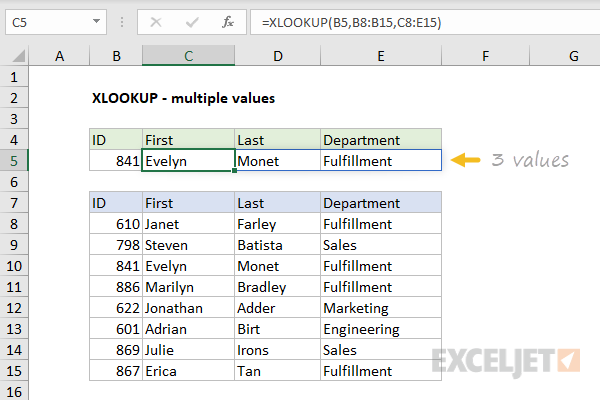 C5 fx =XLOOKUP(B5,B8:B15,C8:E15)
A B C D E F G
1
2 XLOOKUP - multiple values
3
4 ID First Last Department
5 841 Evelyn Monet Fulfillment 3 values
6
7 ID First Last Department
8 610 Janet Farley Fulfillment
9 798 Steven Batista Sales
10 841 Evelyn Monet Fulfillment
11 886 Marilyn Bradley Fulfillment
12 622 Jonathan Adder Marketing
13 601 Adrian Birt Engineering
14 869 Julie Irons Sales
15 867 Erica Tan Fulfillment
EXCELJET
16